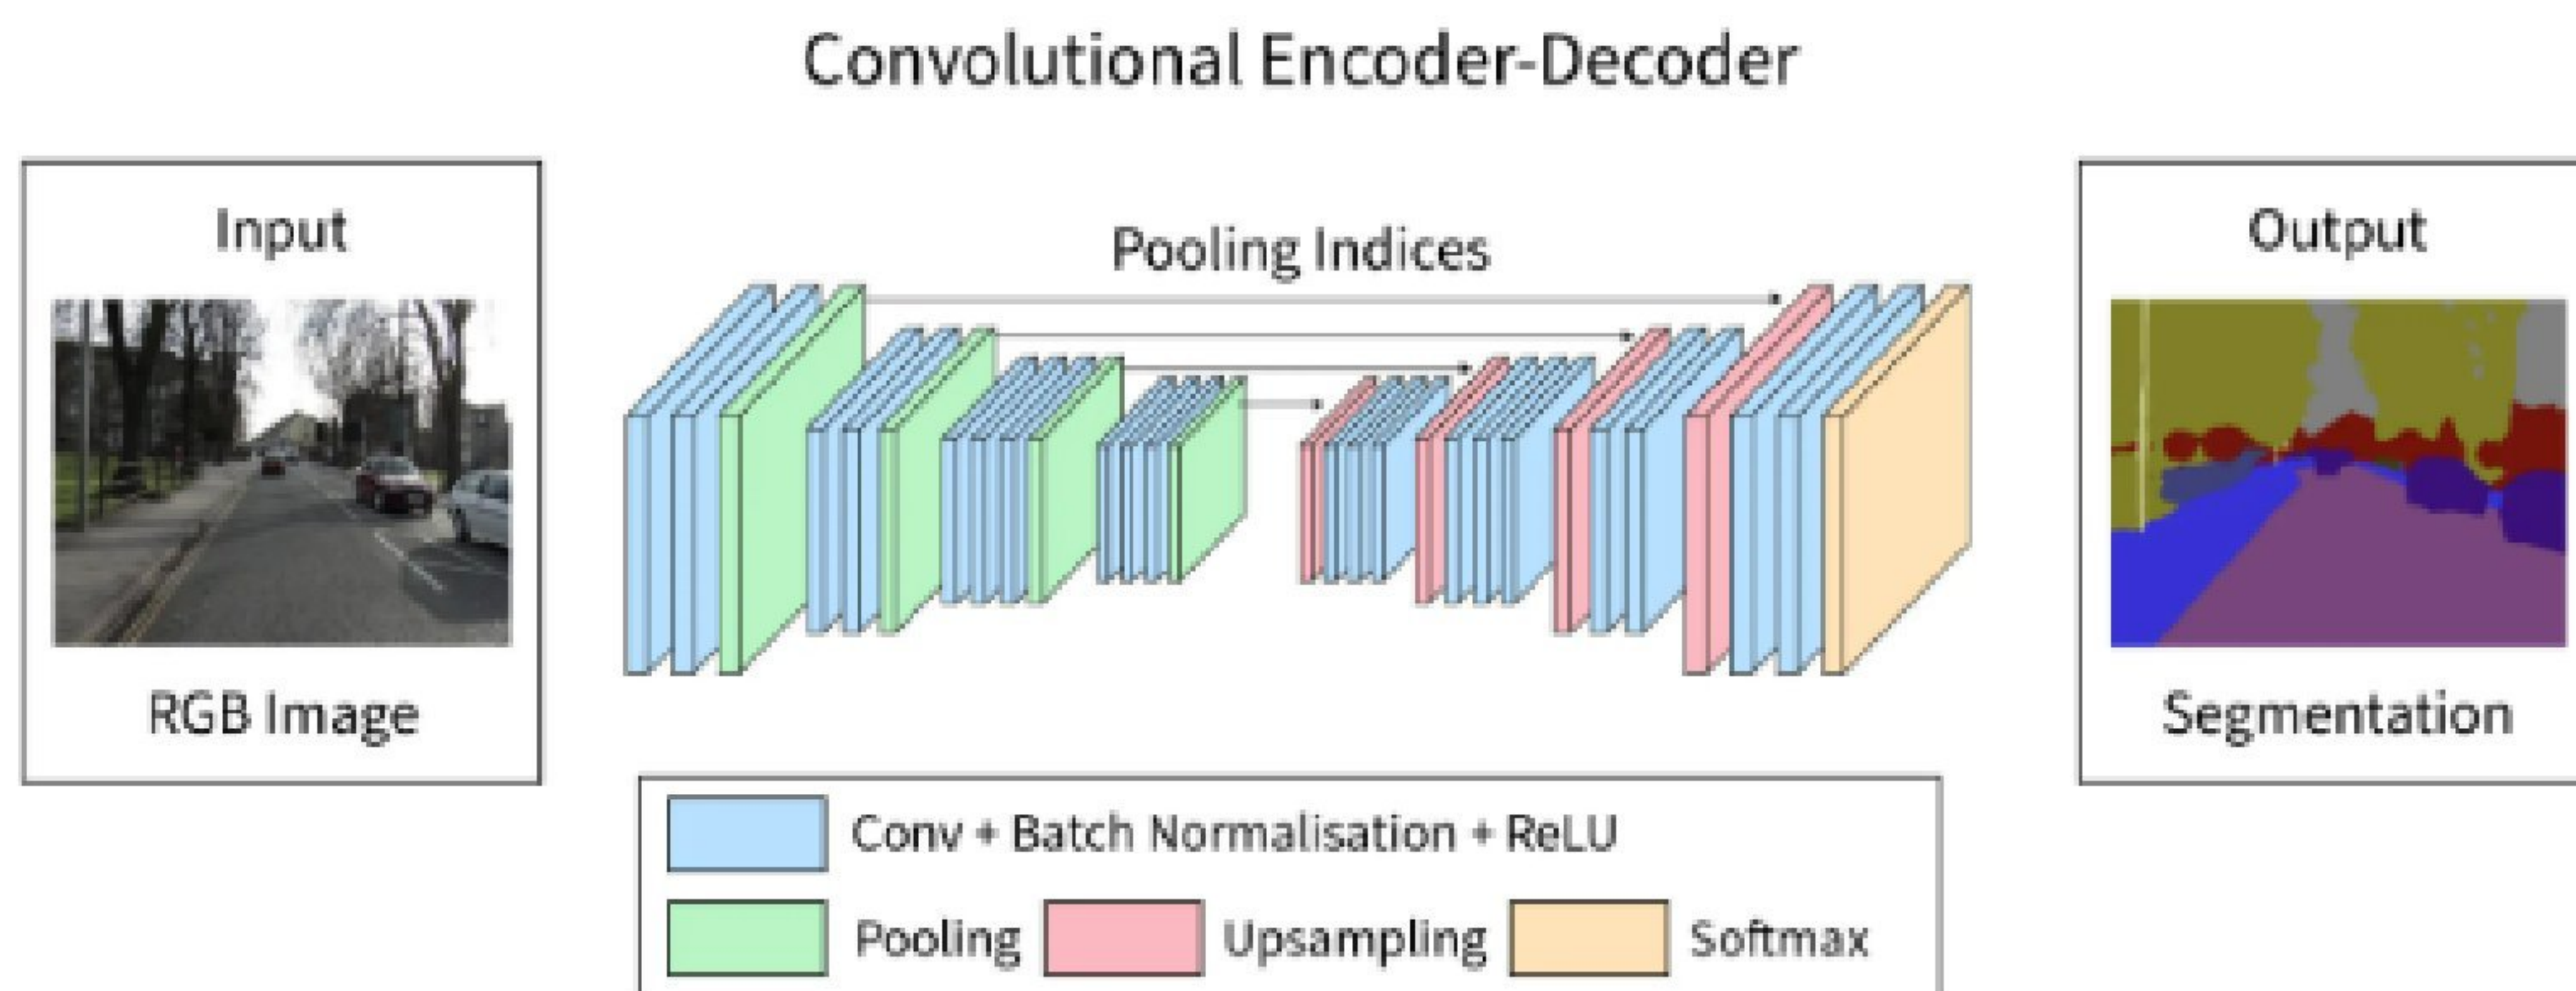 Convolutional Encoder-Decoder
Input
RGB Image
Pooling Indices
Output
Segmentation
Conv + Batch Normalisation + ReLU
Pooling
Upsampling
Softmax